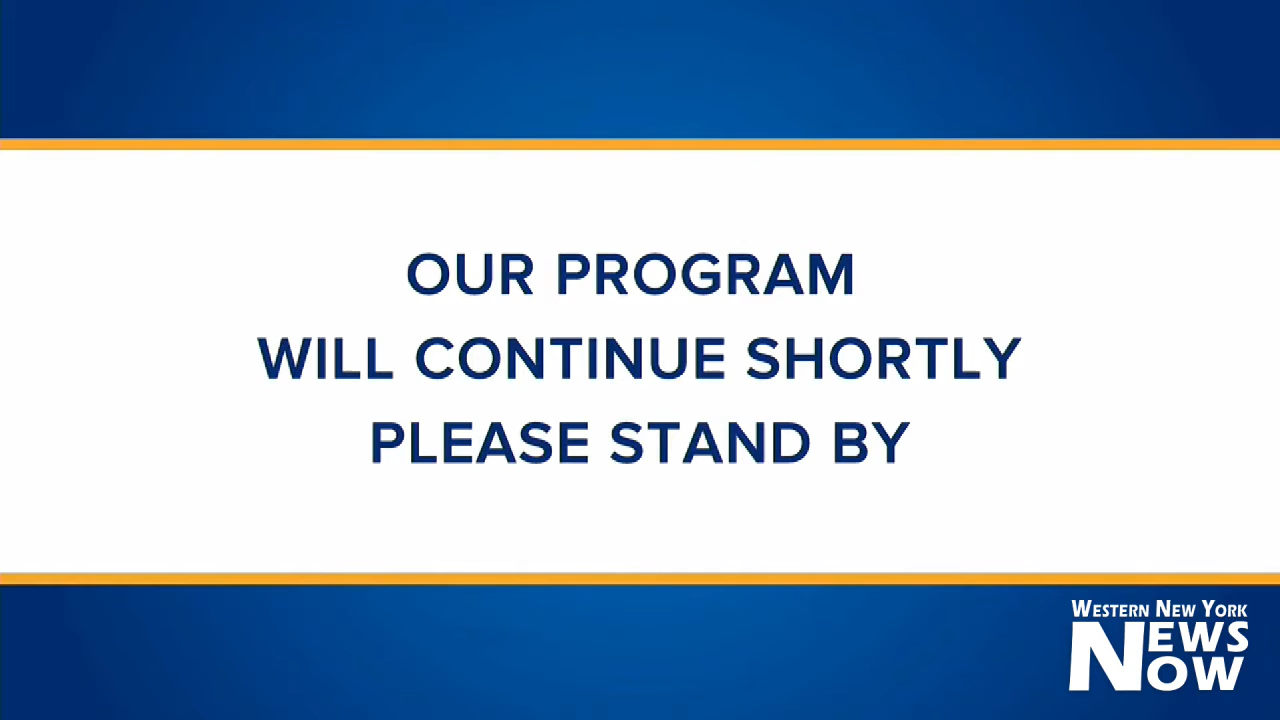 OUR PROGRAM
WILL CONTINUE SHORTLY
PLEASE STAND BY
WESTERN NEW YORK
NEWS
NOW